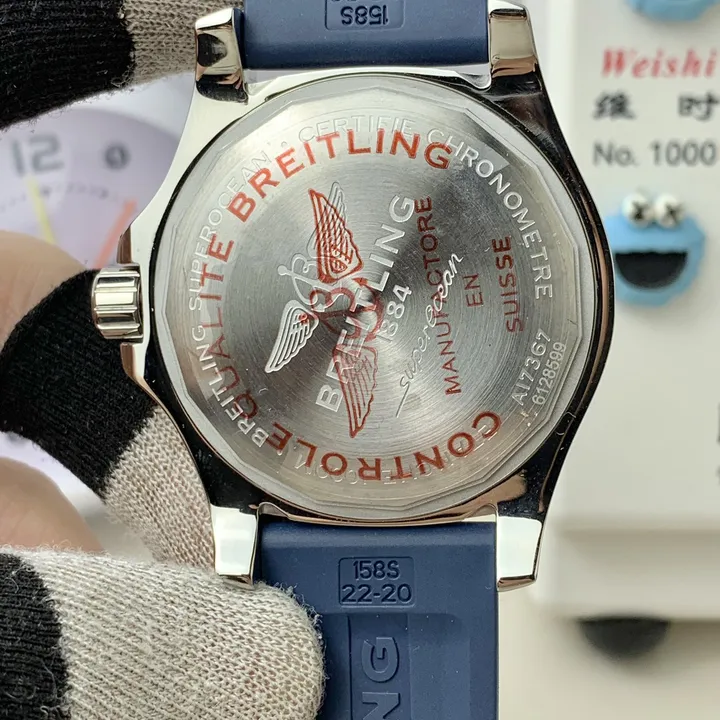 158S
Weishi
维 时
No. 1000
12
BREITLING SUPEROCEAN · CERTIFIE CHRONOMETRE
CONTROLE QUALITE BREITLING
BREITLING
1884
superocean
MANUFACTORE
EN
SUISSE
A17367
6128599
BREITLING
158S
22-20
NG